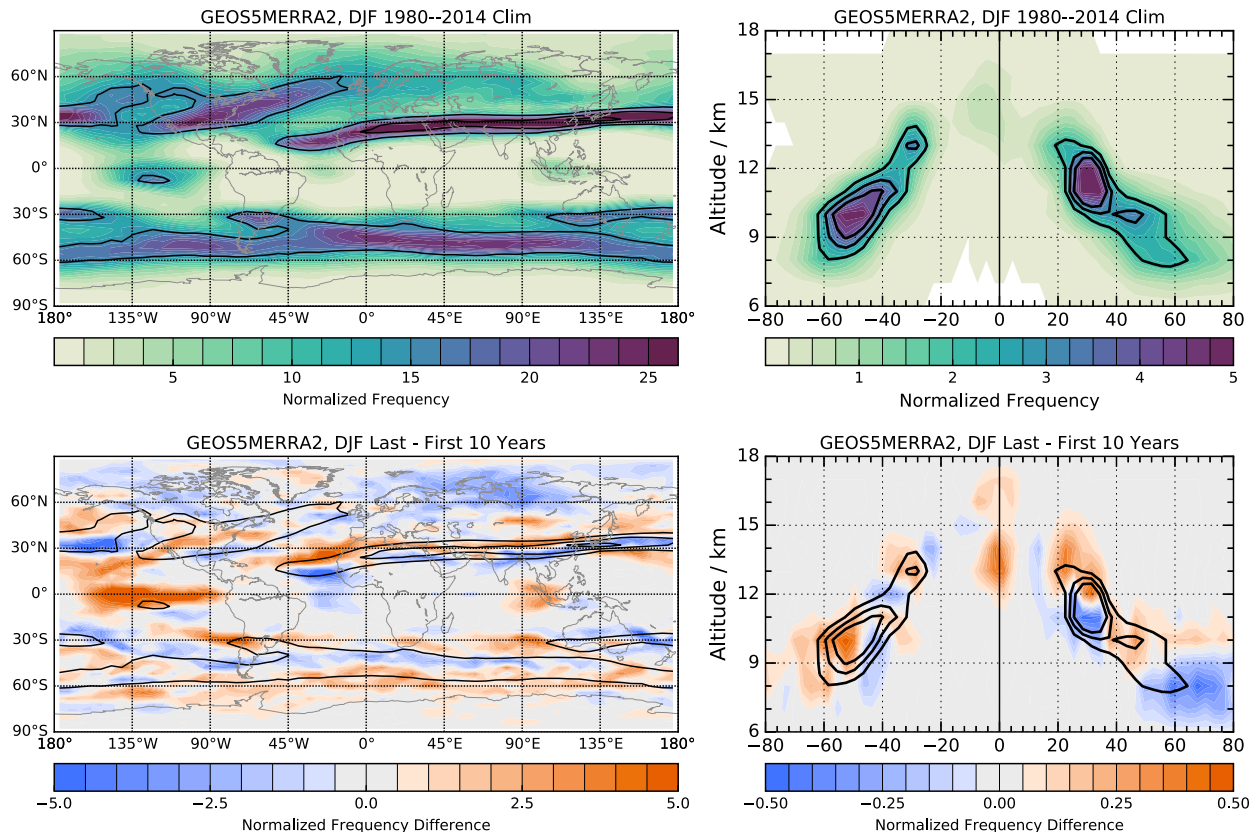 GEOS5MERRA2, DJF 1980--2014 Clim
60°N
30°N
0°
30°S
60°S
90°S
180°
135°W
90°W
45°W
0°
45°E
90°E
135°E
180°
5
10
15
20
25
Normalized Frequency
GEOS5MERRA2, DJF 1980--2014 Clim
Altitude / km
18
15
12
9
6
−80
−60
−40
−20
0
20
40
60
80
1
2
3
4
5
Normalized Frequency
GEOS5MERRA2, DJF Last - First 10 Years
60°N
30°N
0°
30°S
60°S
90°S
180°
135°W
90°W
45°W
0°
45°E
90°E
135°E
180°
−5.0
−2.5
0.0
2.5
5.0
Normalized Frequency Difference
GEOS5MERRA2, DJF Last - First 10 Years
Altitude / km
18
15
12
9
6
−80
−60
−40
−20
0
20
40
60
80
−0.50
−0.25
0.00
0.25
0.50
Normalized Frequency Difference